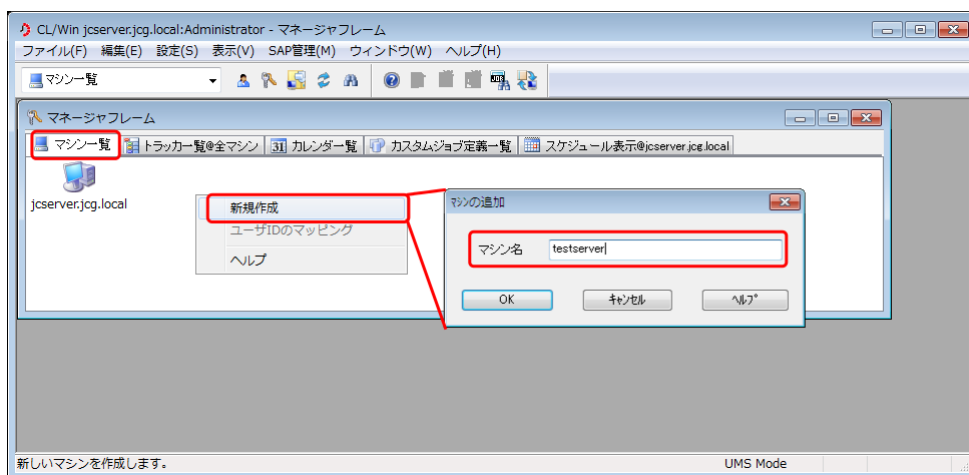 CL/Win jcserver.jcg.local:Administrator - マネージャフレーム
ファイル(F) 編集(E) 設定(S) 表示(V) SAP管理(M) ウィンドウ(W) ヘルプ(H)
マシン一覧
マネージャフレーム
マシン一覧 トラッカ一覧@全マシン 31 カレンダ一覧 カスタムジョブ定義一覧 スケジュール表示@jcserver.jcg.local
jcserver.jcg.local
新規作成
ユーザIDのマッピング
ヘルプ
マシンの追加
マシン名 testserver
OK キャンセル ヘルプ
新しいマシンを作成します。 UMS Mode